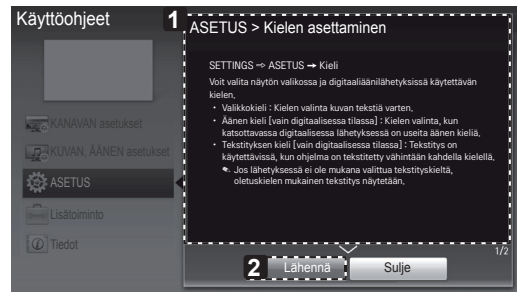 Käyttöohjeet
1
ASETUS > Kielen asettaminen
SETTINGS ⇨ ASETUS ➙ Kieli
Voit valita näytön valikossa ja digitaaliäänilähetyksissä käytettävän
kielen.
• Valikkokieli : Kielen valinta kuvan tekstiä varten.
• Äänen kieli [vain digitaalisessa tilassa] : Kielen valinta, kun
katsottavassa digitaalisessa lähetyksessä on useita äänen kieliä.
• Tekstityksen kieli [vain digitaalisessa tilassa] : Tekstitys on
käytettävissä, kun ohjelma on tekstitetty vähintään kahdella kielellä.
✎ Jos lähetyksessä ei ole mukana valittua tekstityskieltä,
oletuskielen mukainen tekstitys näytetään.
KANAVAN asetukset
KUVAN, ÄÄNEN asetukset
ASETUS
Lisätoiminto
Tiedot
1/2
2
Lähennä
Sulje